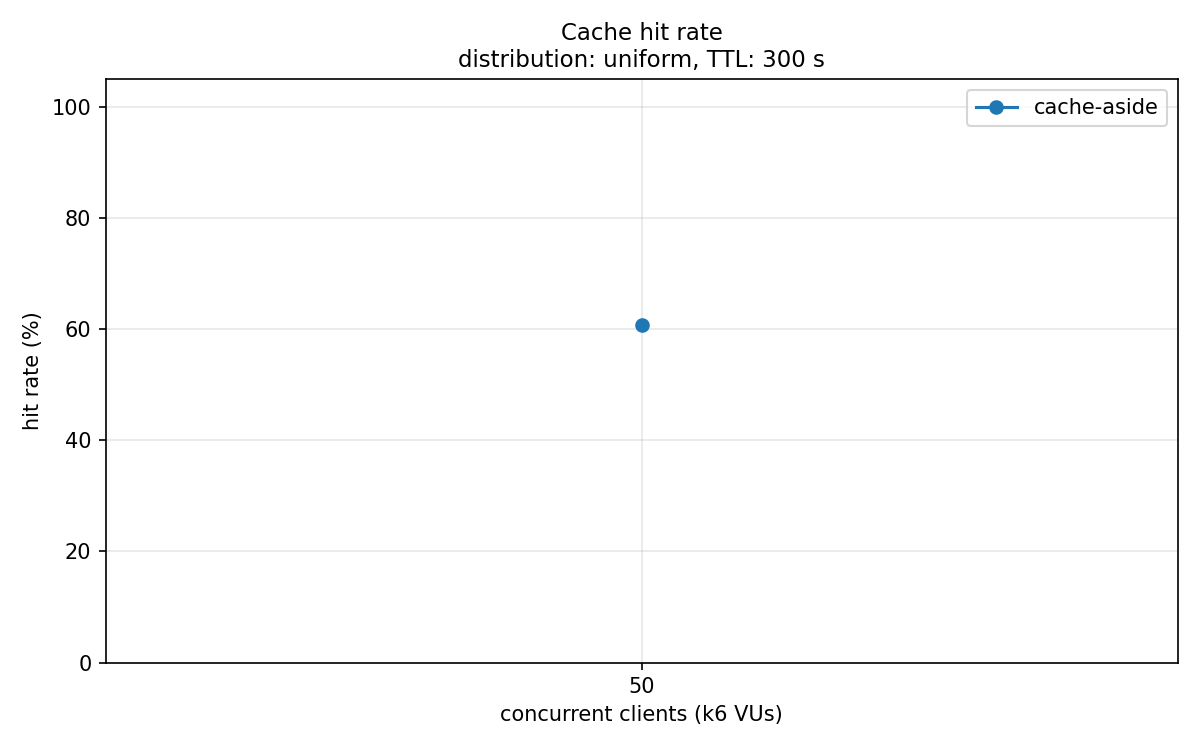 Cache hit rate
distribution: uniform, TTL: 300 s
cache-aside
100
80
60
40
20
0
hit rate (%)
50
concurrent clients (k6 VUs)